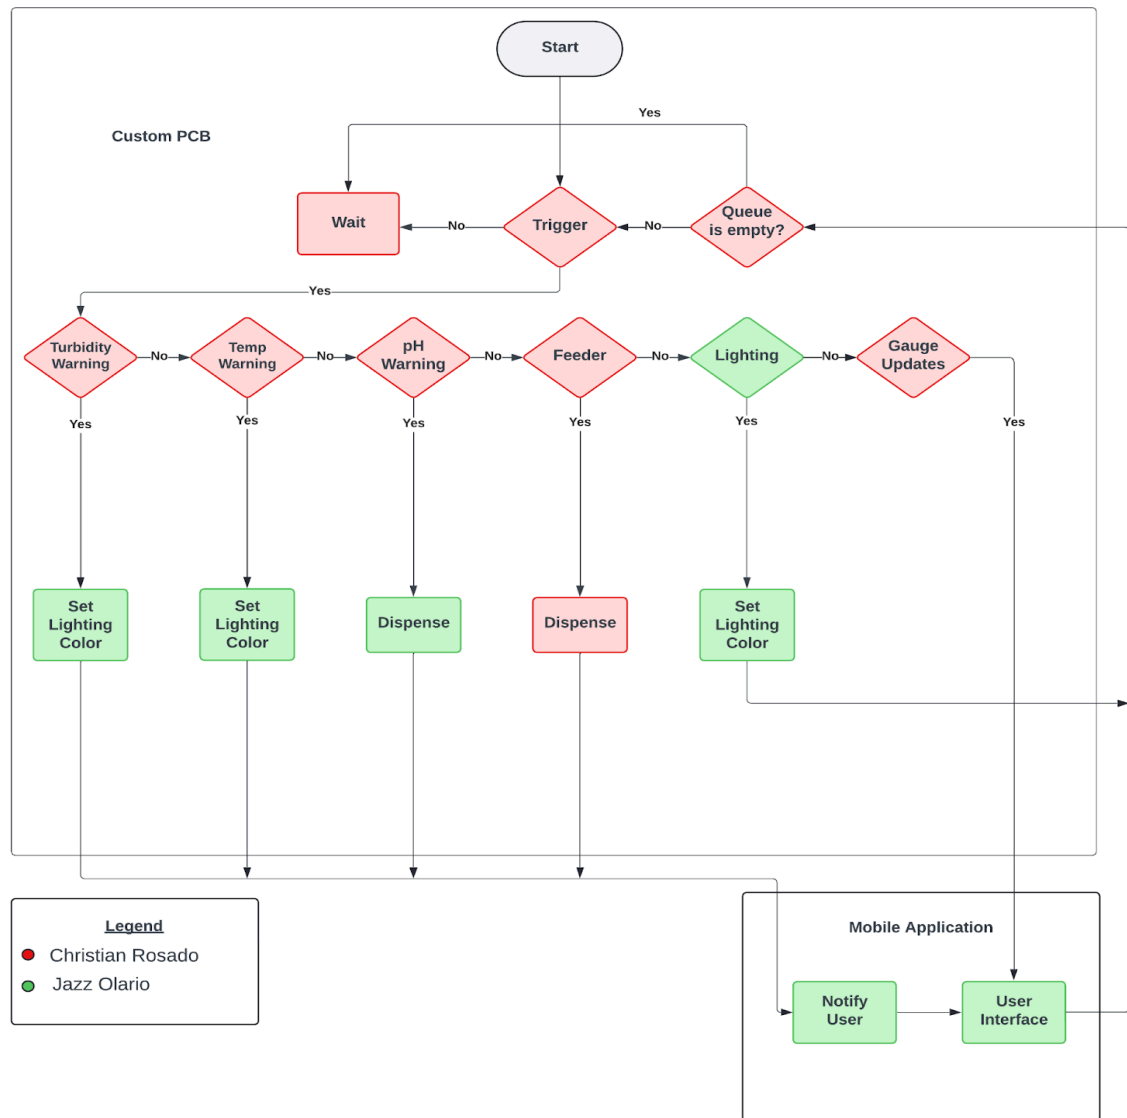 Start
Yes
Custom PCB
Wait
No
Trigger
No
Queue
is empty?
Yes
Turbidity
Warning
No
Temp
Warning
No
pH
Warning
No
Feeder
No
Lighting
No
Gauge
Updates
Yes
Yes
Yes
Yes
Yes
Yes
Set
Lighting
Color
Set
Lighting
Color
Dispense
Dispense
Set
Lighting
Color
Legend
Christian Rosado
Jazz Olario
Mobile Application
Notify
User
User
Interface